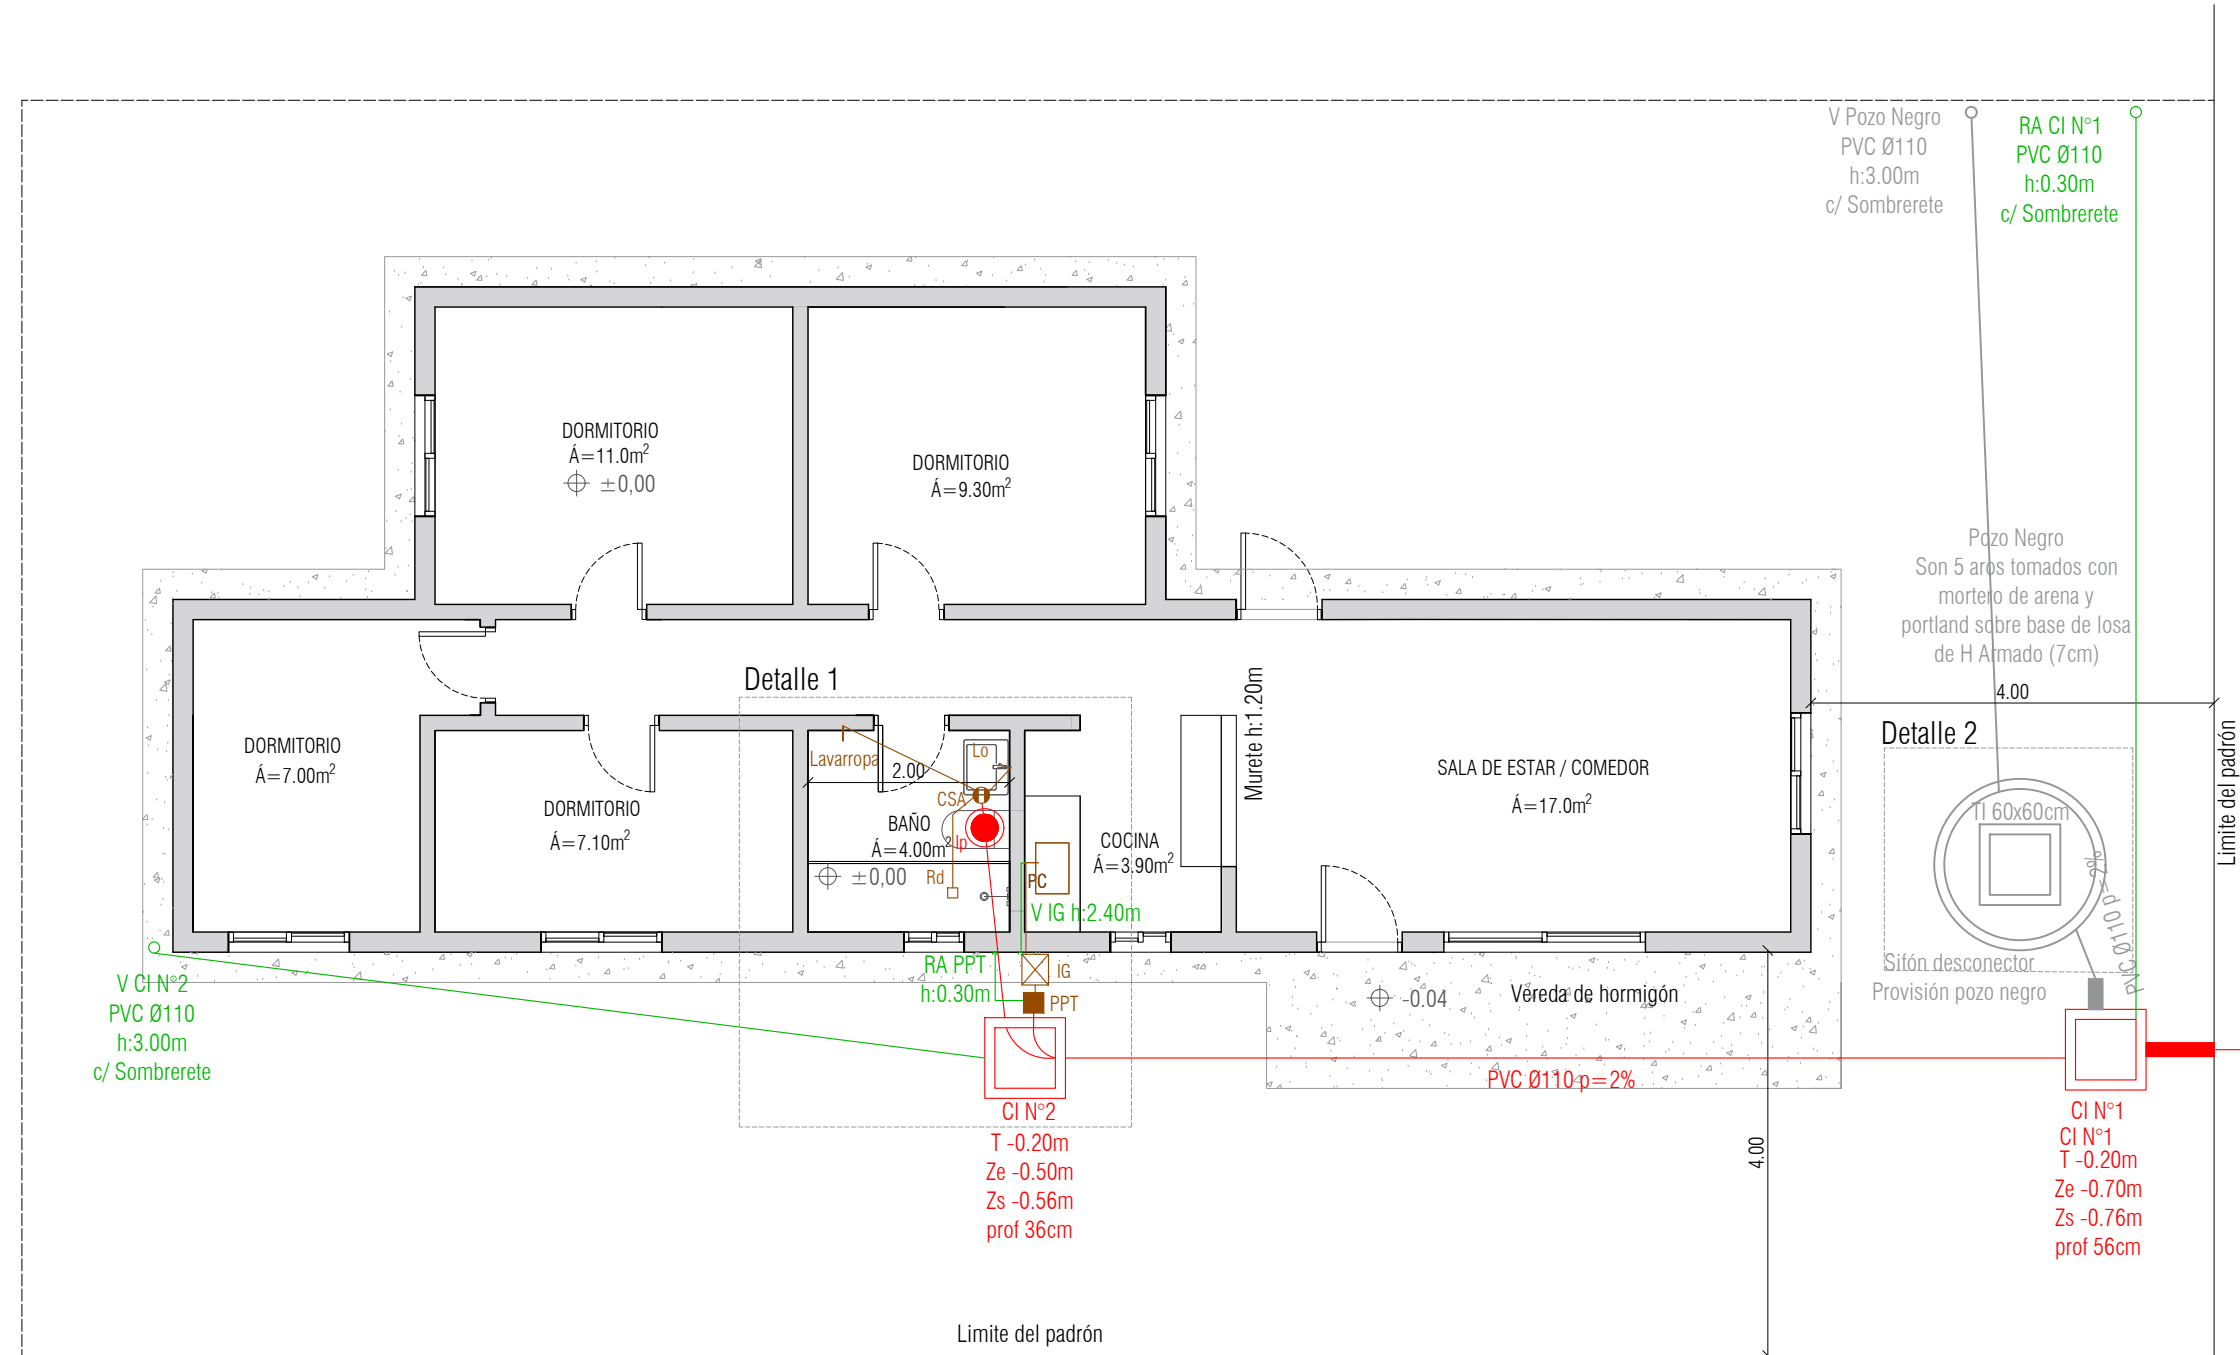 V Pozo Negro
PVC Ø110
h:3.00m
c/ Sombrerete
RA CI N°1
PVC Ø110
h:0.30m
c/ Sombrerete
DORMITORIO
Á=11.0m²
±0,00
DORMITORIO
Á=9.30m²
Pozo Negro
Son 5 aros tomados con
mortero de arena y
portland sobre base de losa
de H Armado (7cm)
4.00
Detalle 1
Murete h:1.20m
Detalle 2
Limite del padrón
DORMITORIO
Á=7.00m²
Lavarropa
Lo
2.00
CSA
SALA DE ESTAR / COMEDOR
Á=17.0m²
DORMITORIO
Á=7.10m²
BAÑO
Á=4.00m²
Ip
±0,00
Rd
COCINA
Á=3.90m²
PC
V IG h:2.40m
TI 60x60cm
PVC Ø110 p=2%
Sifón desconector
Provisión pozo negro
RA PPT
h:0.30m
IG
PPT
-0.04
Vereda de hormigón
V CI N°2
PVC Ø110
h:3.00m
c/ Sombrerete
PVC Ø110 p=2%
CI N°2
T -0.20m
Ze -0.50m
Zs -0.56m
prof 36cm
4.00
CI N°1
CI N°1
T -0.20m
Ze -0.70m
Zs -0.76m
prof 56cm
Limite del padrón